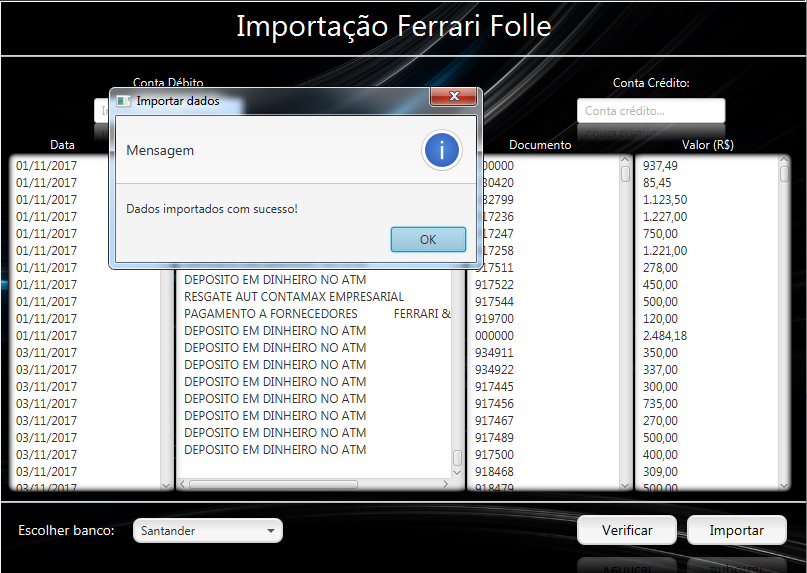 Importação Ferrari Folle
Conta Débito
Conta Crédito:
Conta crédito...
Importar dados
Mensagem
Dados importados com sucesso!
OK
Data
01/11/2017
01/11/2017
01/11/2017
01/11/2017
01/11/2017
01/11/2017
01/11/2017
01/11/2017
01/11/2017
01/11/2017
01/11/2017
03/11/2017
03/11/2017
03/11/2017
03/11/2017
03/11/2017
03/11/2017
03/11/2017
03/11/2017
03/11/2017
DEPOSITO EM DINHEIRO NO ATM
RESGATE AUT CONTAMAX EMPRESARIAL
PAGAMENTO A FORNECEDORES FERRARI &
DEPOSITO EM DINHEIRO NO ATM
DEPOSITO EM DINHEIRO NO ATM
DEPOSITO EM DINHEIRO NO ATM
DEPOSITO EM DINHEIRO NO ATM
DEPOSITO EM DINHEIRO NO ATM
DEPOSITO EM DINHEIRO NO ATM
DEPOSITO EM DINHEIRO NO ATM
DEPOSITO EM DINHEIRO NO ATM
Documento
917511
917522
917544
919700
000000
934911
934922
917445
917456
917467
917489
917500
918468
918479
Valor (R$)
937,49
85,45
1.123,50
1.227,00
750,00
1.221,00
278,00
450,00
500,00
120,00
2.484,18
350,00
337,00
300,00
735,00
270,00
500,00
400,00
309,00
500,00
Escolher banco:
Santander
Verificar
Importar